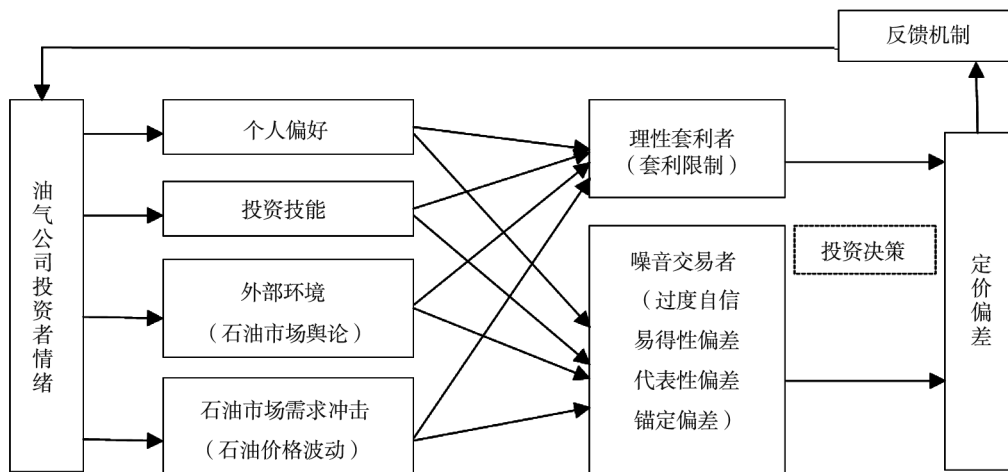 反馈机制
油气公司投资者情绪
个人偏好
投资技能
外部环境
（石油市场舆论）
石油市场需求冲击
（石油价格波动）
理性套利者
（套利限制）
噪音交易者
（过度自信
易得性偏差
代表性偏差
锚定偏差）
投资决策
定价偏差